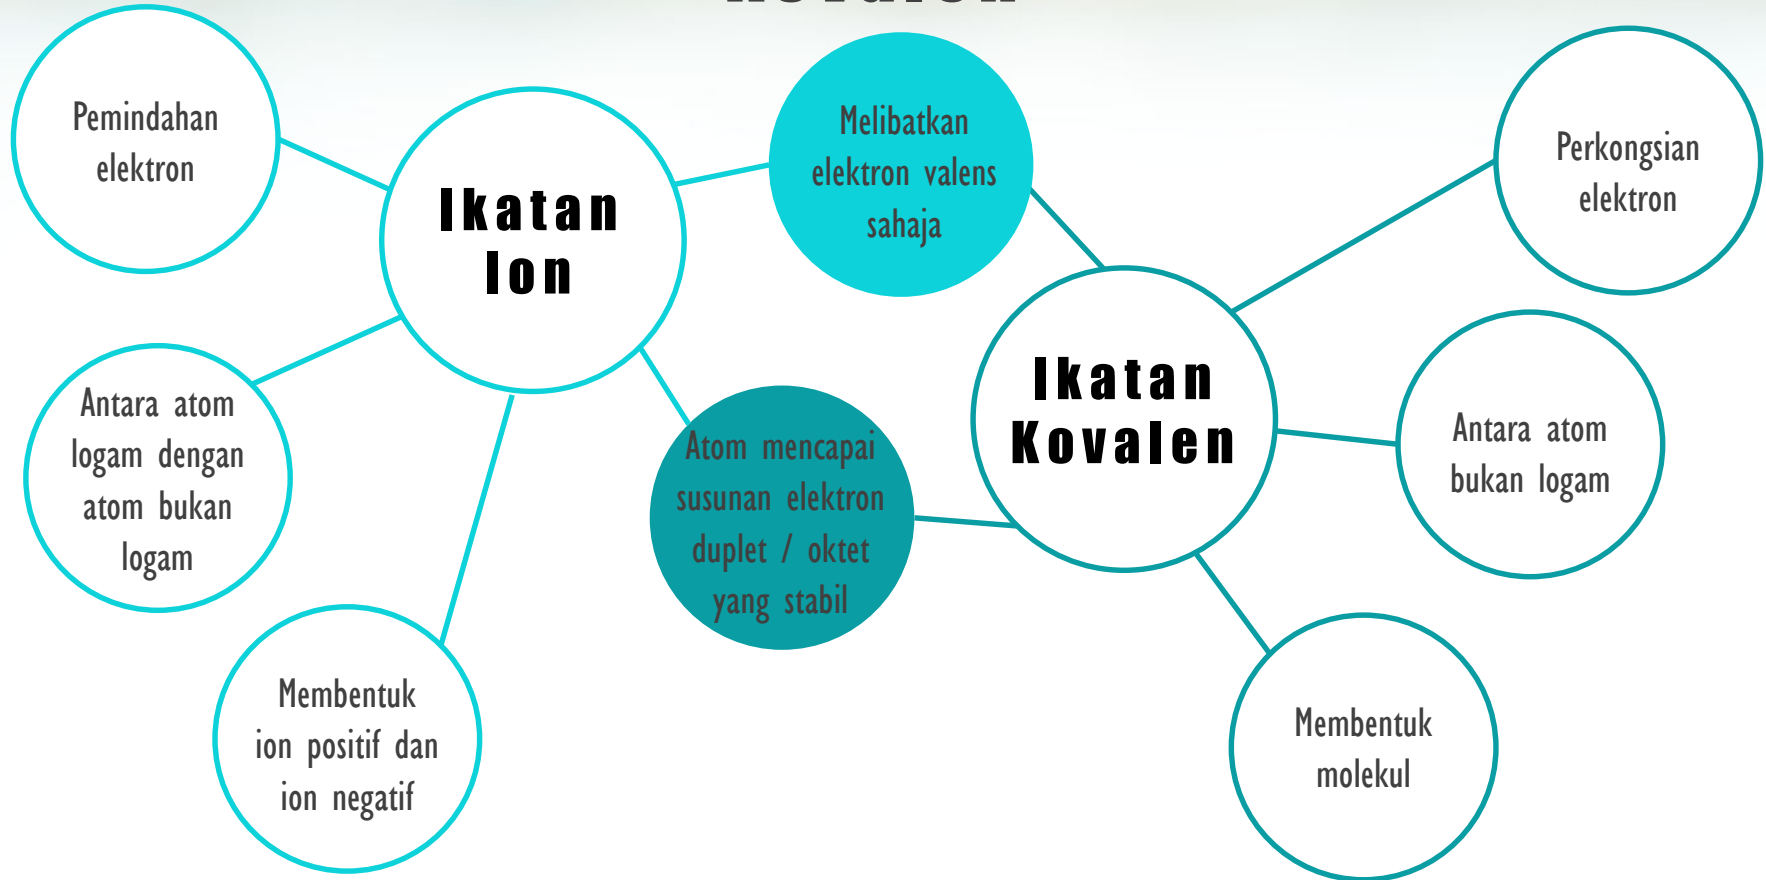 Pemindahan
elektron
Ikatan
Ion
Antara atom
logam dengan
atom bukan
logam
Membentuk
ion positif dan
ion negatif
Melibatkan
elektron valens
sahaja
Atom mencapai
susunan elektron
duplet / oktet
yang stabil
Ikatan
Kovalen
Perkongsian
elektron
Antara atom
bukan logam
Membentuk
molekul